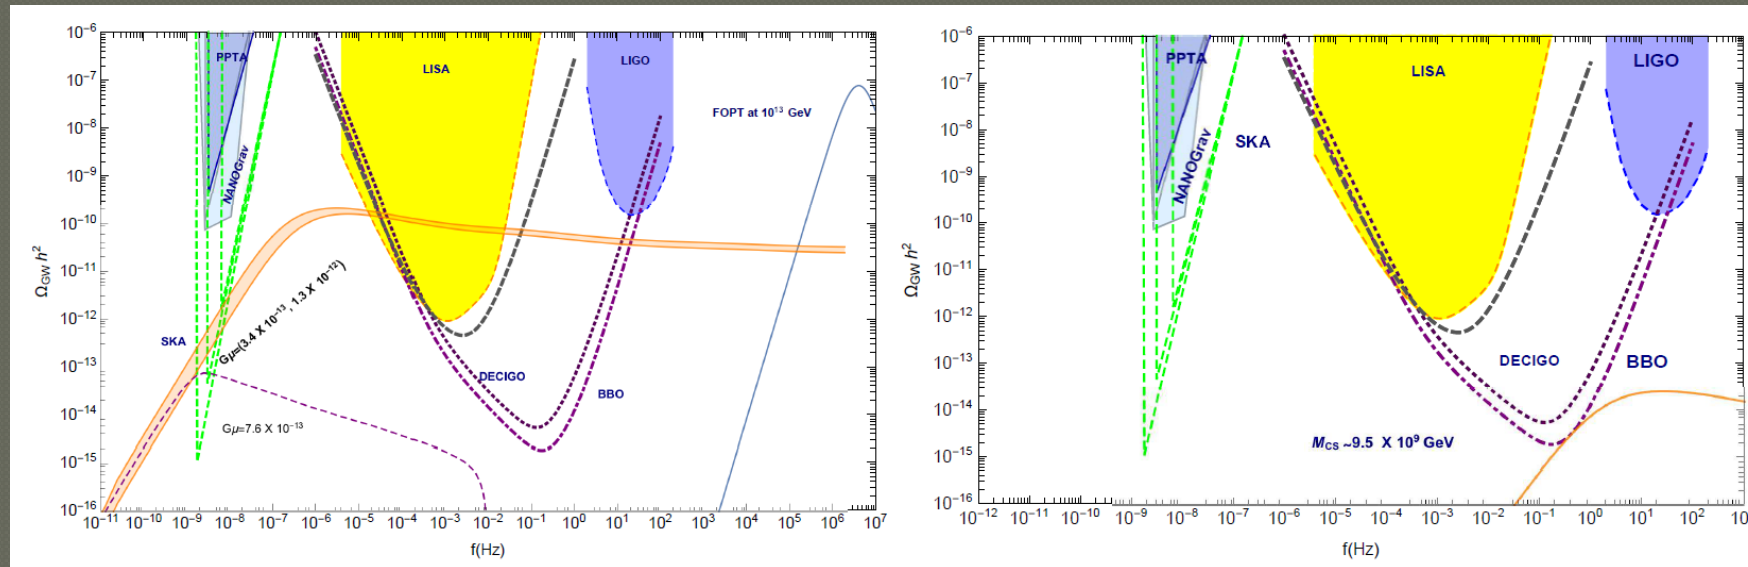 10⁻⁶
10⁻⁷
10⁻⁸
10⁻⁹
10⁻¹⁰
10⁻¹¹
10⁻¹²
10⁻¹³
10⁻¹⁴
10⁻¹⁵
10⁻¹⁶
Ω_GW h²
PPTA
NANOGrav
LISA
LIGO
FOPT at 10¹³ GeV
Gμ=(3.4 X 10⁻¹³, 1.3 X 10⁻¹²)
SKA
DECIGO
BBO
Gμ=7.6 X 10⁻¹³
10⁻¹¹ 10⁻¹⁰ 10⁻⁹ 10⁻⁸ 10⁻⁷ 10⁻⁶ 10⁻⁵ 10⁻⁴ 10⁻³ 10⁻² 10⁻¹ 10⁰ 10¹ 10² 10³ 10⁴ 10⁵ 10⁶ 10⁷
f(Hz)
10⁻⁶
10⁻⁷
10⁻⁸
10⁻⁹
10⁻¹⁰
10⁻¹¹
10⁻¹²
10⁻¹³
10⁻¹⁴
10⁻¹⁵
10⁻¹⁶
Ω_GW h²
PPTA
NANOGrav
SKA
LISA
LIGO
DECIGO
BBO
M_CS ~9.5 X 10⁹ GeV
10⁻¹² 10⁻¹¹ 10⁻¹⁰ 10⁻⁹ 10⁻⁸ 10⁻⁷ 10⁻⁶ 10⁻⁵ 10⁻⁴ 10⁻³ 10⁻² 10⁻¹ 10⁰ 10¹ 10²
f(Hz)